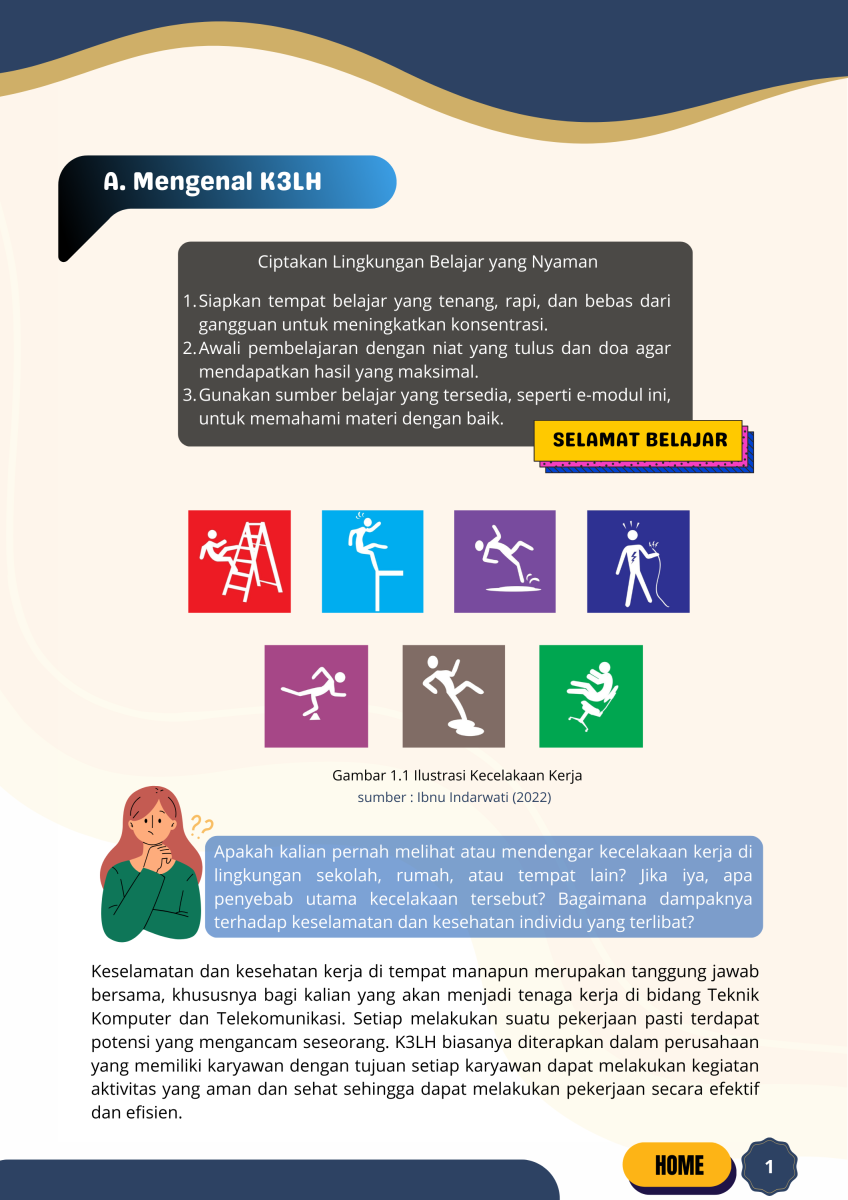 A. Mengenal K3LH
Ciptakan Lingkungan Belajar yang Nyaman
1. Siapkan tempat belajar yang tenang, rapi, dan bebas dari
gangguan untuk meningkatkan konsentrasi.
2. Awali pembelajaran dengan niat yang tulus dan doa agar
mendapatkan hasil yang maksimal.
3. Gunakan sumber belajar yang tersedia, seperti e-modul ini,
untuk memahami materi dengan baik.
SELAMAT BELAJAR
Gambar 1.1 Ilustrasi Kecelakaan Kerja
sumber : Ibnu Indarwati (2022)
??
Apakah kalian pernah melihat atau mendengar kecelakaan kerja di
lingkungan sekolah, rumah, atau tempat lain? Jika iya, apa
penyebab utama kecelakaan tersebut? Bagaimana dampaknya
terhadap keselamatan dan kesehatan individu yang terlibat?
Keselamatan dan kesehatan kerja di tempat manapun merupakan tanggung jawab
bersama, khususnya bagi kalian yang akan menjadi tenaga kerja di bidang Teknik
Komputer dan Telekomunikasi. Setiap melakukan suatu pekerjaan pasti terdapat
potensi yang mengancam seseorang. K3LH biasanya diterapkan dalam perusahaan
yang memiliki karyawan dengan tujuan setiap karyawan dapat melakukan kegiatan
aktivitas yang aman dan sehat sehingga dapat melakukan pekerjaan secara efektif
dan efisien.
HOME
1